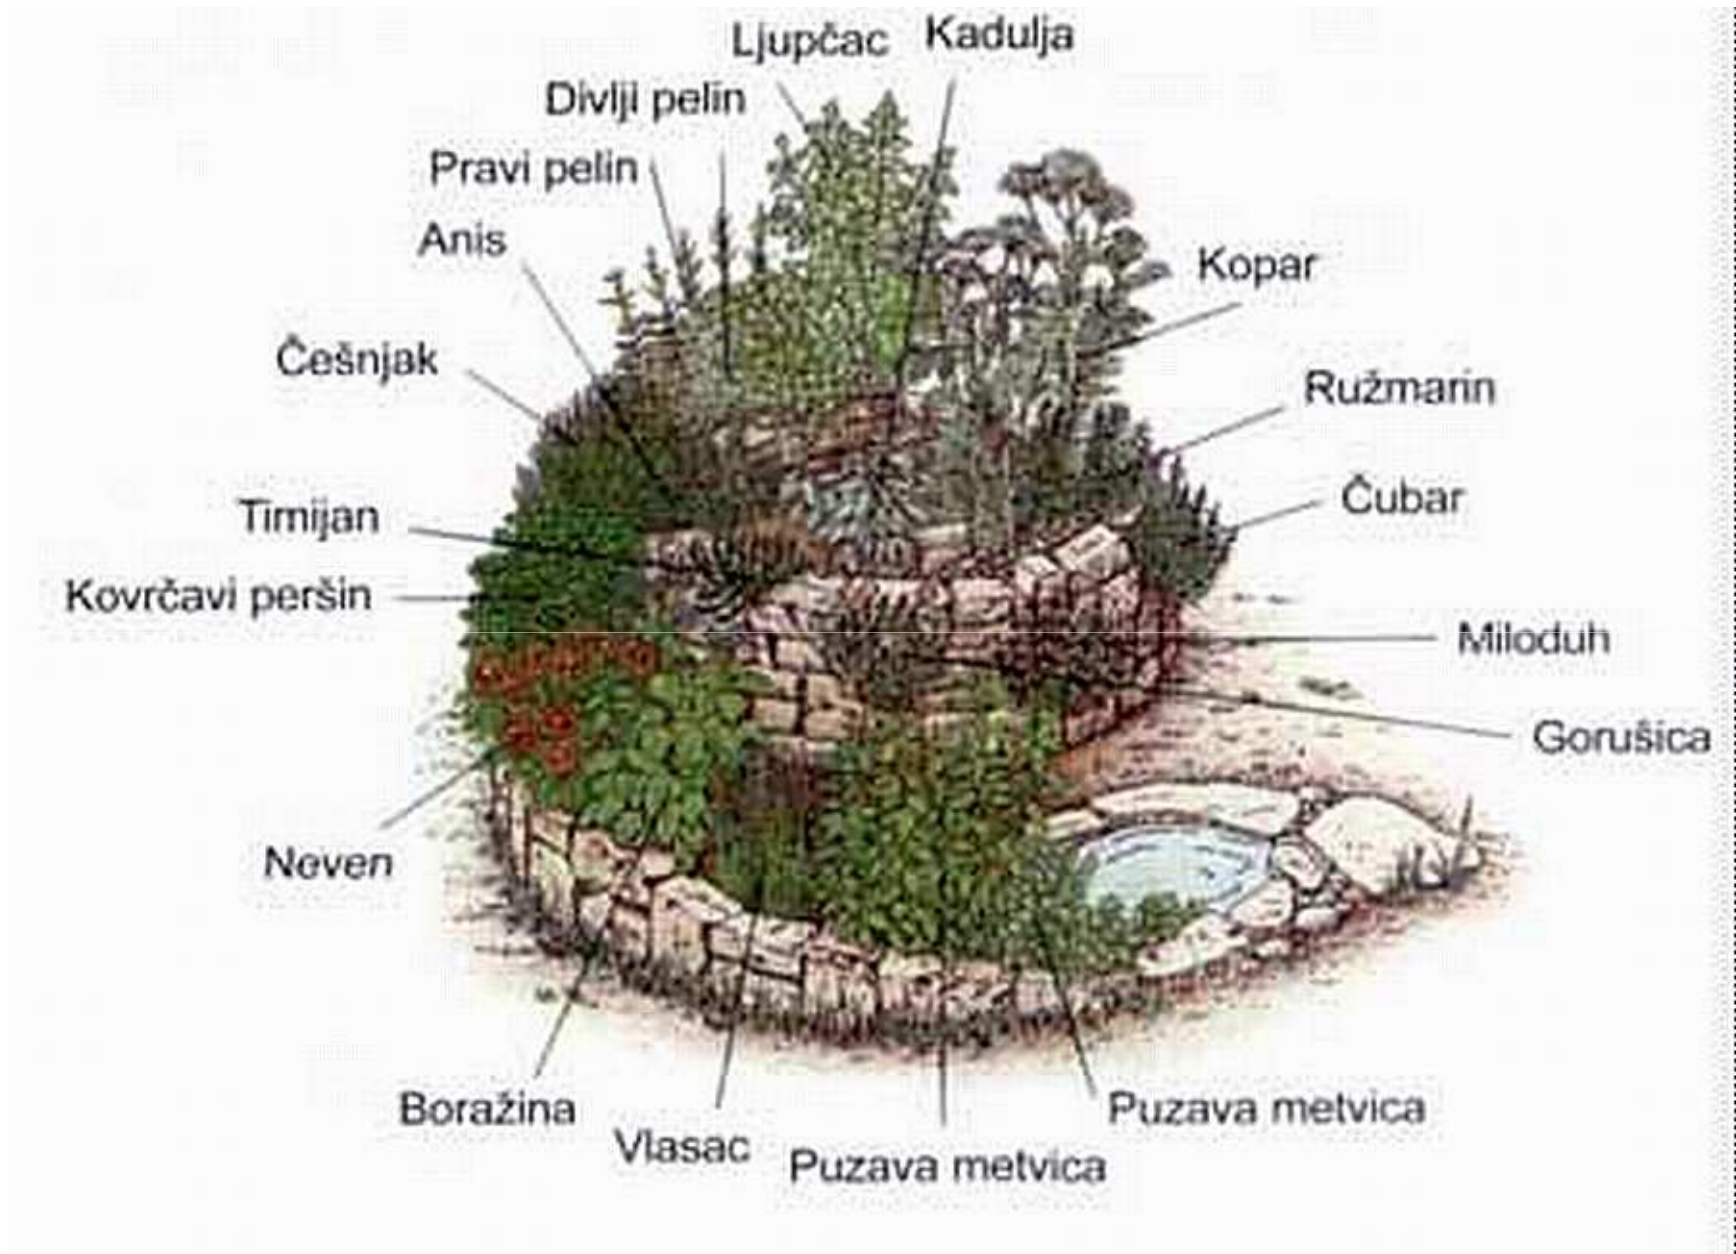 Ljupčac
Kadulja
Divlji pelin
Pravi pelin
Anis
Kopar
Češnjak
Ružmarin
Timijan
Čubar
Kovrčavi peršin
Miloduh
Gorušica
Neven
Boražina
Vlasac
Puzava metvica
Puzava metvica